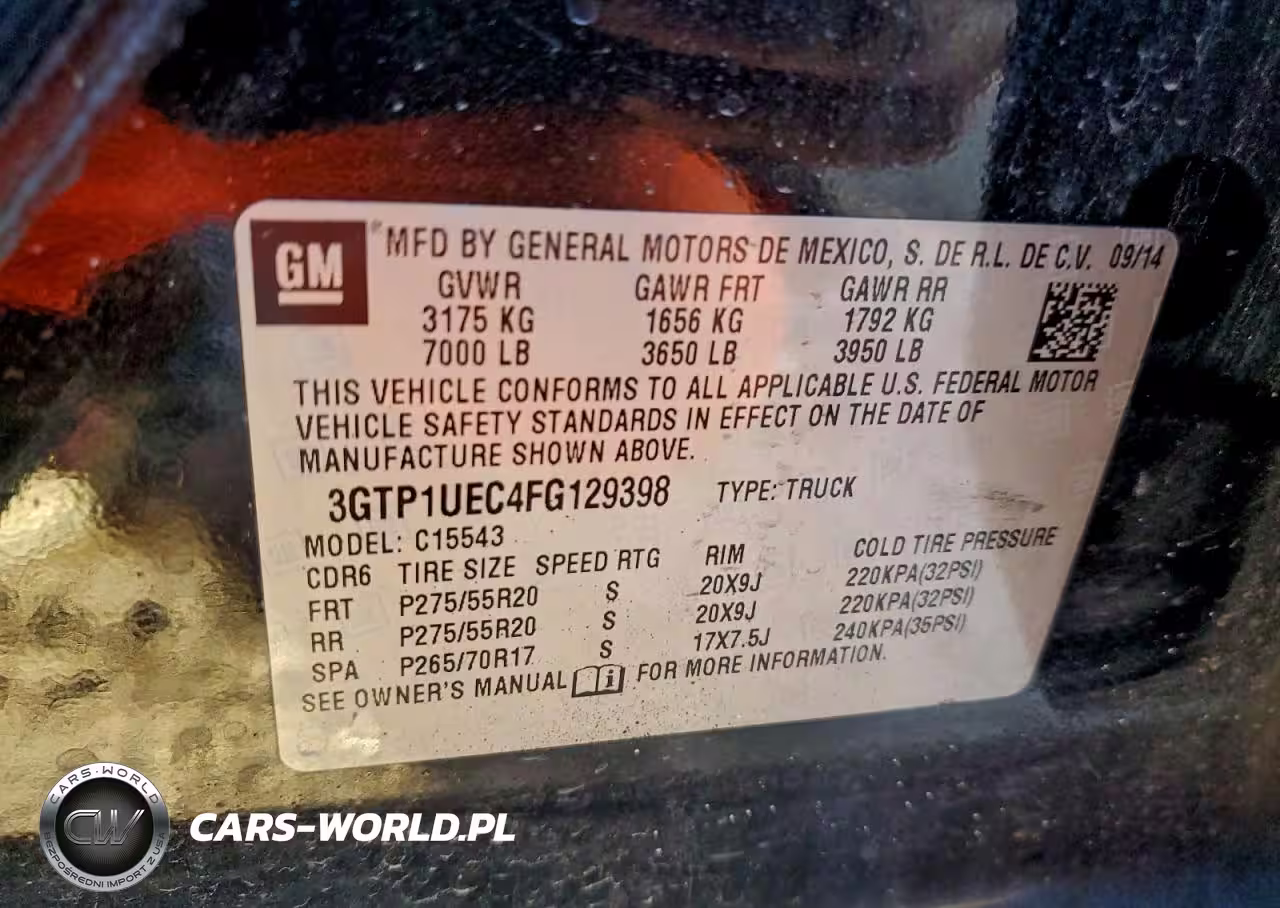 GM ® MFD BY GENERAL MOTORS DE MEXICO, S. DE R.L. DE C.V. 09/14
GVWR GAWR FRT GAWR RR
3175 KG 1656 KG 1792 KG
7000 LB 3650 LB 3950 LB
THIS VEHICLE CONFORMS TO ALL APPLICABLE U.S. FEDERAL MOTOR
VEHICLE SAFETY STANDARDS IN EFFECT ON THE DATE OF
MANUFACTURE SHOWN ABOVE.
3GTP1UEC4FG129398 TYPE: TRUCK
MODEL: C15543
CDR6 TIRE SIZE SPEED RTG RIM COLD TIRE PRESSURE
FRT P275/55R20 S 20X9J 220KPA(32PSI)
RR P275/55R20 S 20X9J 220KPA(32PSI)
SPA P265/70R17 S 17X7.5J 240KPA(35PSI)
SEE OWNER'S MANUAL i FOR MORE INFORMATION.
CARS-WORLD
CW
BEZPOŚREDNI IMPORT Z USA
CARS-WORLD.PL